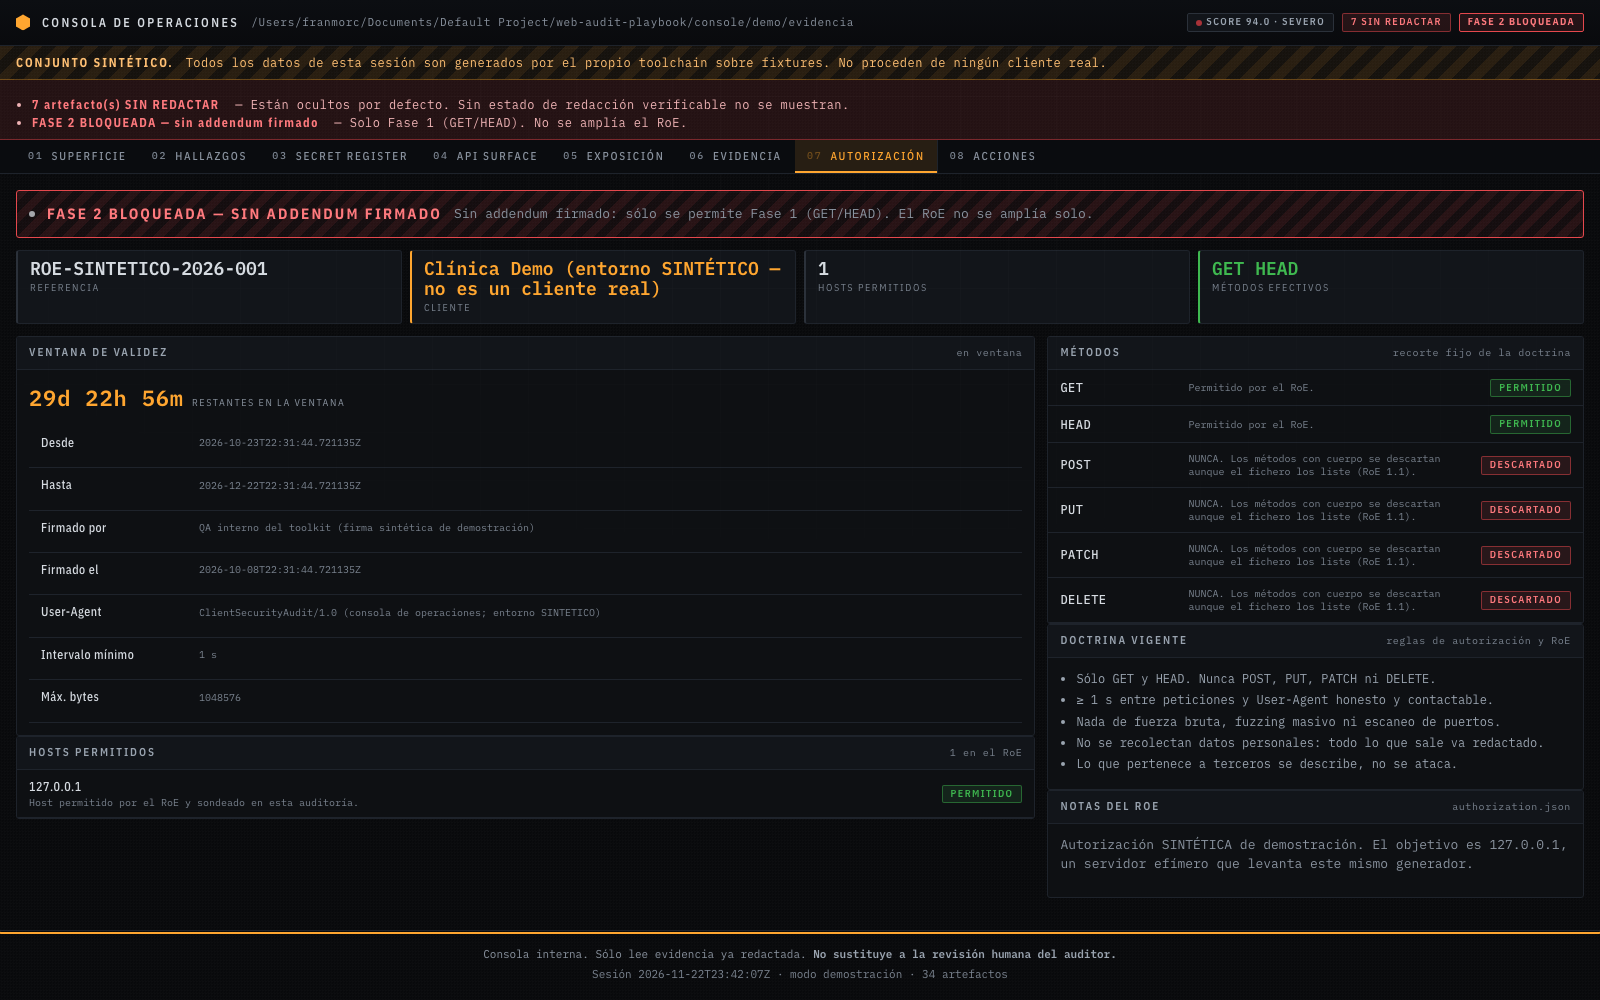 CONSOLA DE OPERACIONES /Users/franmorc/Documents/Default Project/web-audit-playbook/console/demo/evidencia SCORE 94.0 · SEVERO 7 SIN REDACTAR FASE 2 BLOQUEADA
CONJUNTO SINTÉTICO. Todos los datos de esta sesión son generados por el propio toolchain sobre fixtures. No proceden de ningún cliente real.
• 7 artefacto(s) SIN REDACTAR — Están ocultos por defecto. Sin estado de redacción verificable no se muestran.
• FASE 2 BLOQUEADA — sin addendum firmado — Solo Fase 1 (GET/HEAD). No se amplía el RoE.
01 SUPERFICIE 02 HALLAZGOS 03 SECRET REGISTER 04 API SURFACE 05 EXPOSICIÓN 06 EVIDENCIA 07 AUTORIZACIÓN 08 ACCIONES
FASE 2 BLOQUEADA — SIN ADDENDUM FIRMADO Sin addendum firmado: sólo se permite Fase 1 (GET/HEAD). El RoE no se amplía solo.
ROE-SINTETICO-2026-001
REFERENCIA
Clínica Demo (entorno SINTÉTICO —
no es un cliente real)
CLIENTE
1
HOSTS PERMITIDOS
GET HEAD
MÉTODOS EFECTIVOS
VENTANA DE VALIDEZ en ventana
29d 22h 56m RESTANTES EN LA VENTANA
Desde 2026-10-23T22:31:44.721135Z
Hasta 2026-12-22T22:31:44.721135Z
Firmado por QA interno del toolkit (firma sintética de demostración)
Firmado el 2026-10-08T22:31:44.721135Z
User-Agent ClientSecurityAudit/1.0 (consola de operaciones; entorno SINTETICO)
Intervalo mínimo 1 s
Máx. bytes 1048576
HOSTS PERMITIDOS 1 en el RoE
127.0.0.1
Host permitido por el RoE y sondeado en esta auditoría.
PERMITIDO
MÉTODOS recorte fijo de la doctrina
GET Permitido por el RoE. PERMITIDO
HEAD Permitido por el RoE. PERMITIDO
POST NUNCA. Los métodos con cuerpo se descartan
aunque el fichero los liste (RoE 1.1). DESCARTADO
PUT NUNCA. Los métodos con cuerpo se descartan
aunque el fichero los liste (RoE 1.1). DESCARTADO
PATCH NUNCA. Los métodos con cuerpo se descartan
aunque el fichero los liste (RoE 1.1). DESCARTADO
DELETE NUNCA. Los métodos con cuerpo se descartan
aunque el fichero los liste (RoE 1.1). DESCARTADO
DOCTRINA VIGENTE reglas de autorización y RoE
• Sólo GET y HEAD. Nunca POST, PUT, PATCH ni DELETE.
• ≥ 1 s entre peticiones y User-Agent honesto y contactable.
• Nada de fuerza bruta, fuzzing masivo ni escaneo de puertos.
• No se recolectan datos personales: todo lo que sale va redactado.
• Lo que pertenece a terceros se describe, no se ataca.
NOTAS DEL ROE authorization.json
Autorización SINTÉTICA de demostración. El objetivo es 127.0.0.1,
un servidor efímero que levanta este mismo generador.
Consola interna. Sólo lee evidencia ya redactada. No sustituye a la revisión humana del auditor.
Sesión 2026-11-22T23:42:07Z · modo demostración · 34 artefactos